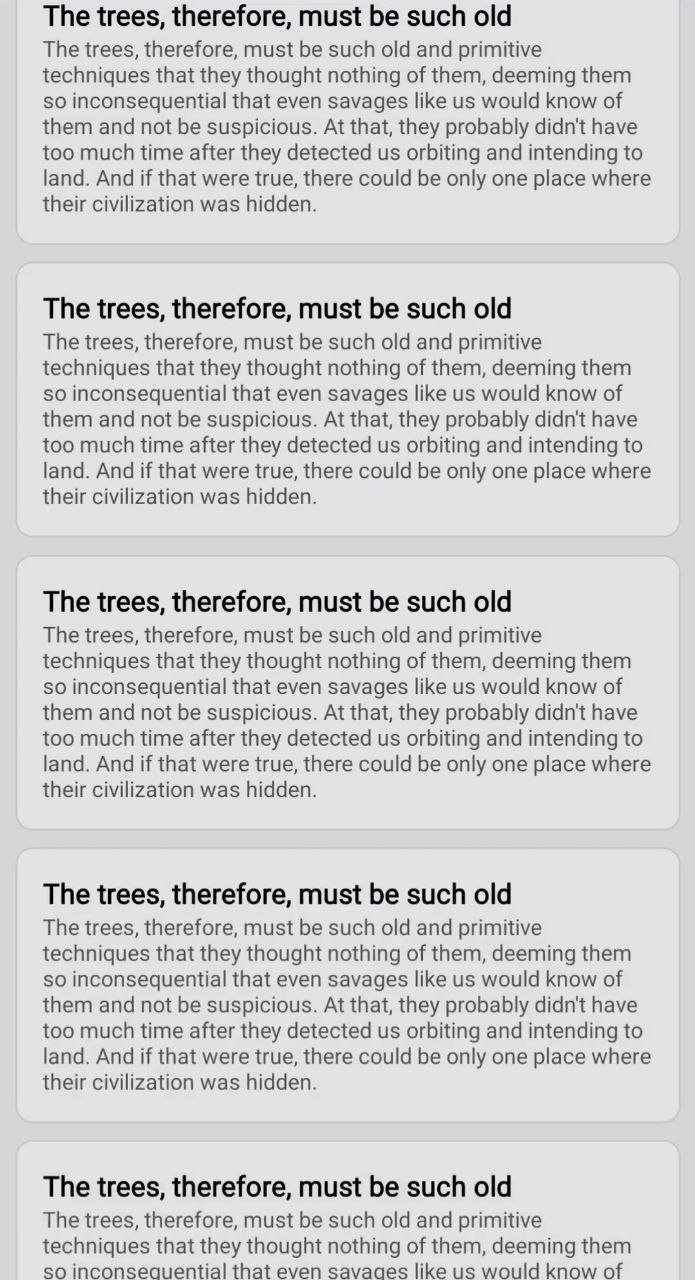 The trees, therefore, must be such old
The trees, therefore, must be such old and primitive
techniques that they thought nothing of them, deeming them
so inconsequential that even savages like us would know of
them and not be suspicious. At that, they probably didn't have
too much time after they detected us orbiting and intending to
land. And if that were true, there could be only one place where
their civilization was hidden.
The trees, therefore, must be such old
The trees, therefore, must be such old and primitive
techniques that they thought nothing of them, deeming them
so inconsequential that even savages like us would know of
them and not be suspicious. At that, they probably didn't have
too much time after they detected us orbiting and intending to
land. And if that were true, there could be only one place where
their civilization was hidden.
The trees, therefore, must be such old
The trees, therefore, must be such old and primitive
techniques that they thought nothing of them, deeming them
so inconsequential that even savages like us would know of
them and not be suspicious. At that, they probably didn't have
too much time after they detected us orbiting and intending to
land. And if that were true, there could be only one place where
their civilization was hidden.
The trees, therefore, must be such old
The trees, therefore, must be such old and primitive
techniques that they thought nothing of them, deeming them
so inconsequential that even savages like us would know of
them and not be suspicious. At that, they probably didn't have
too much time after they detected us orbiting and intending to
land. And if that were true, there could be only one place where
their civilization was hidden.
The trees, therefore, must be such old
The trees, therefore, must be such old and primitive
techniques that they thought nothing of them, deeming them
so inconsequential that even savages like us would know of